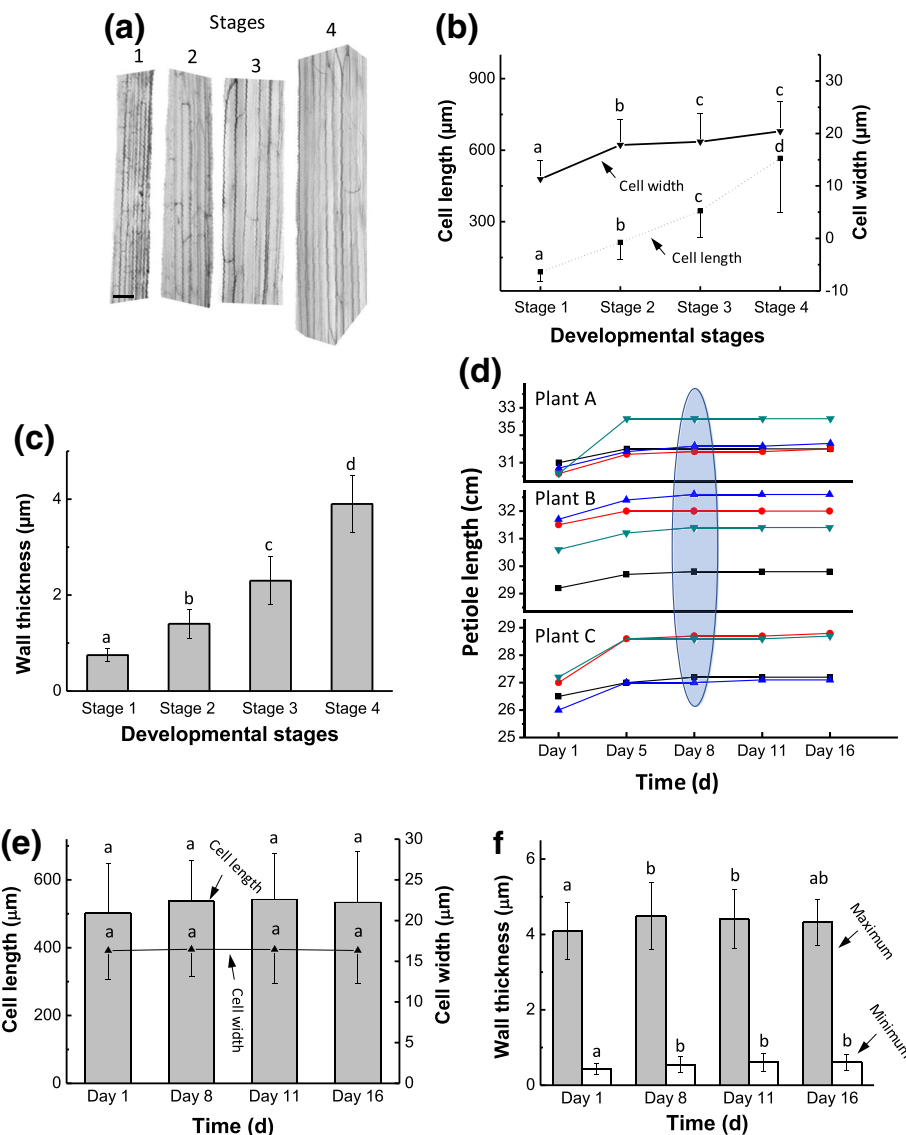 (a)
Stages
1 2 3 4
(b)
Cell length (µm)
900
600
300
Cell width (µm)
30
20
10
0
-10
a b c c
d
a b c
Cell width
Cell length
Stage 1 Stage 2 Stage 3 Stage 4
Developmental stages
(c)
Wall thickness (µm)
4
2
0
a b c d
Stage 1 Stage 2 Stage 3 Stage 4
Developmental stages
(d)
Petiole length (cm)
Plant A
33
35
31
Plant B
32
31
30
29
Plant C
29
28
27
26
25
Day 1 Day 5 Day 8 Day 11 Day 16
Time (d)
(e)
Cell length (µm)
600
400
200
0
Cell width (µm)
30
25
20
15
10
5
0
a a a a
a a a a
Cell length
Cell width
Day 1 Day 8 Day 11 Day 16
Time (d)
f
Wall thickness (µm)
6
4
2
0
a b b ab
a b b b
Maximum
Minimum
Day 1 Day 8 Day 11 Day 16
Time (d)